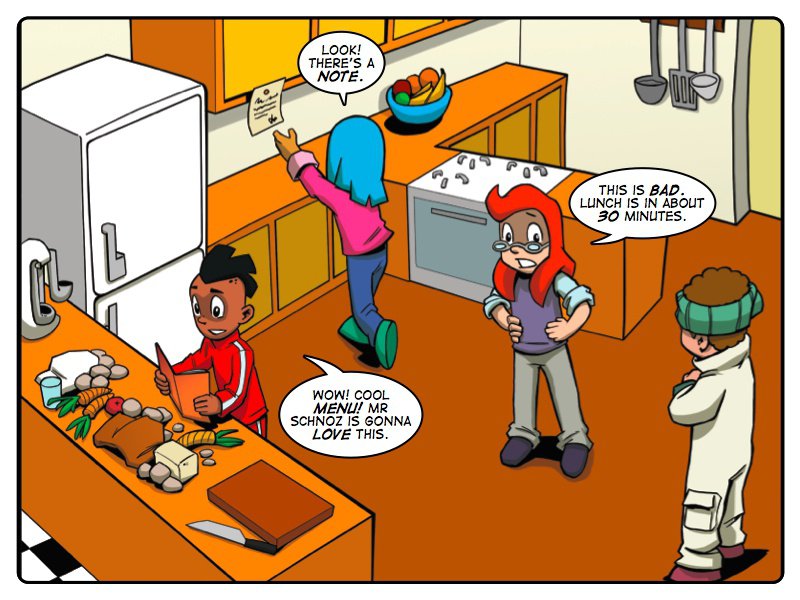 LOOK!
THERE'S A
NOTE.
THIS IS BAD.
LUNCH IS IN ABOUT
30 MINUTES.
WOW! COOL
MENU! MR
SCHNOZ IS GONNA
LOVE THIS.